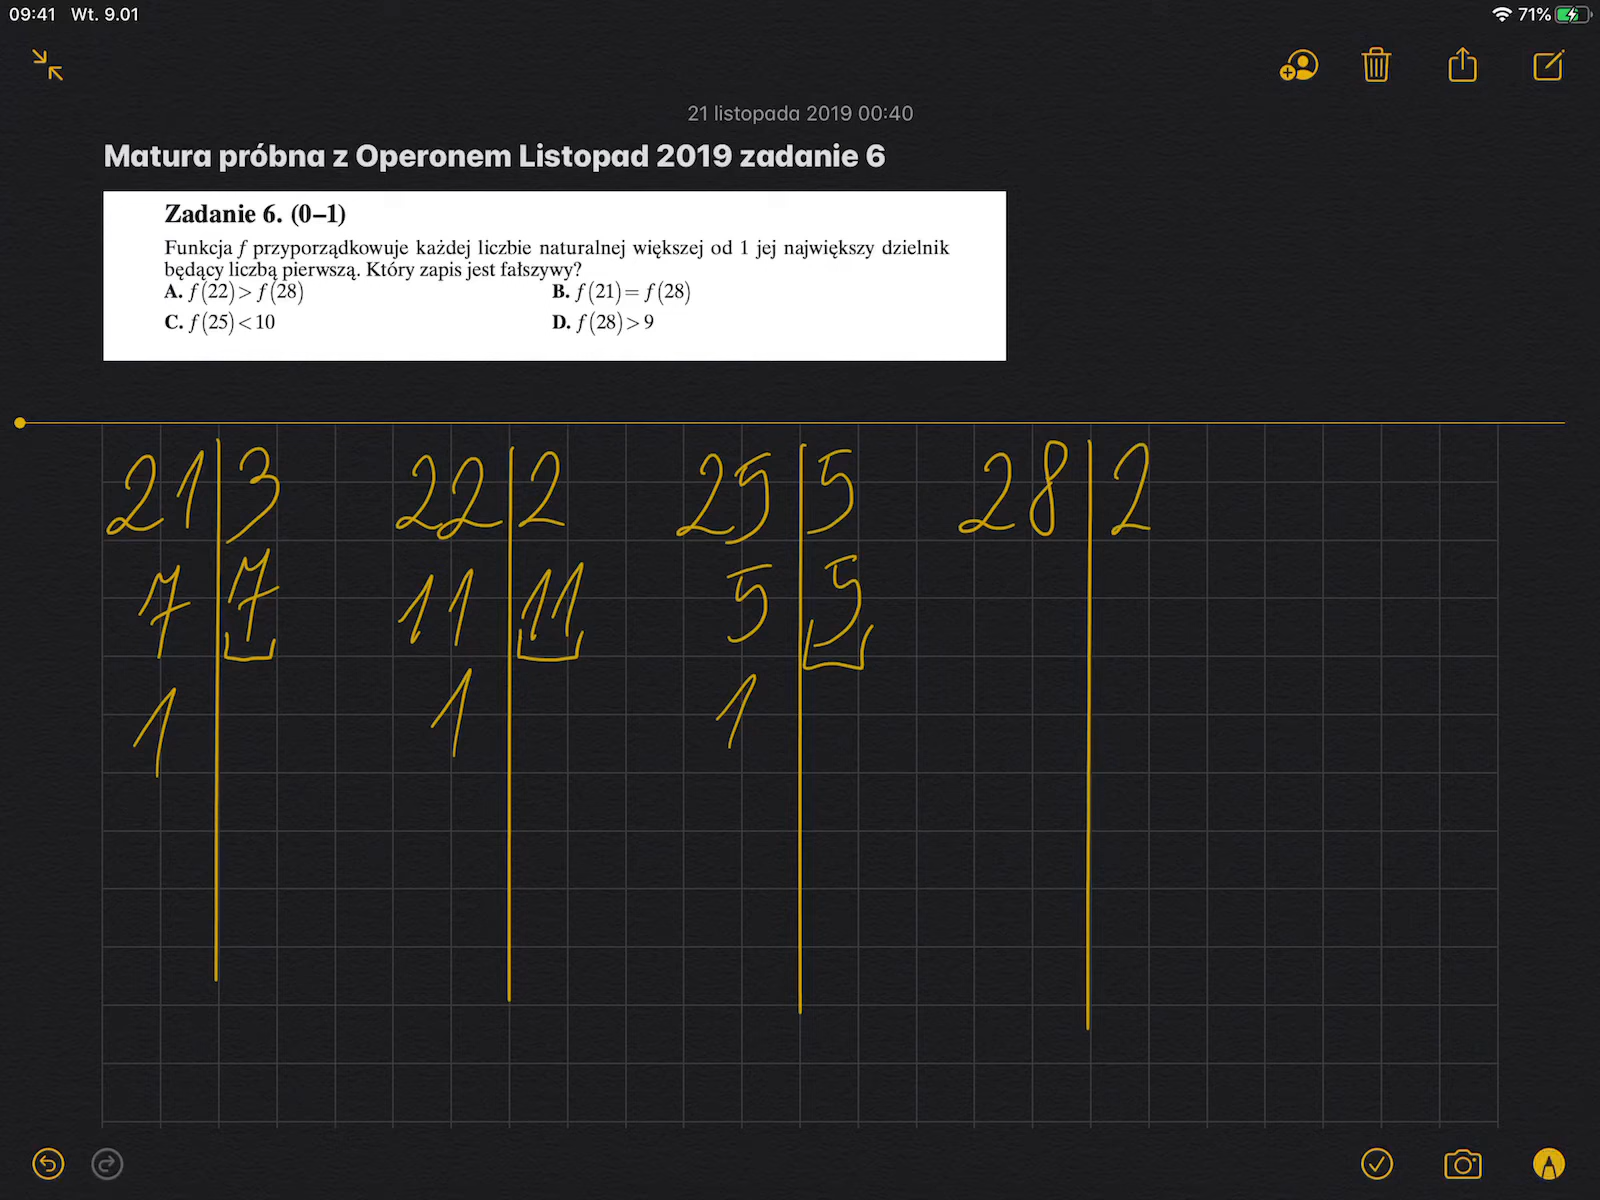 09:41 Wt. 9.01 71%
21 listopada 2019 00:40
Matura próbna z Operonem Listopad 2019 zadanie 6
Zadanie 6. (0–1)
Funkcja f przyporządkowuje każdej liczbie naturalnej większej od 1 jej największy dzielnik
będący liczbą pierwszą. Który zapis jest fałszywy?
A. f(22) > f(28) B. f(21) = f(28)
C. f(25) < 10 D. f(28) > 9
21 | 3 22 | 2 25 | 5 28 | 2
7 | 7 11 | 11 5 | 5
1 1 1